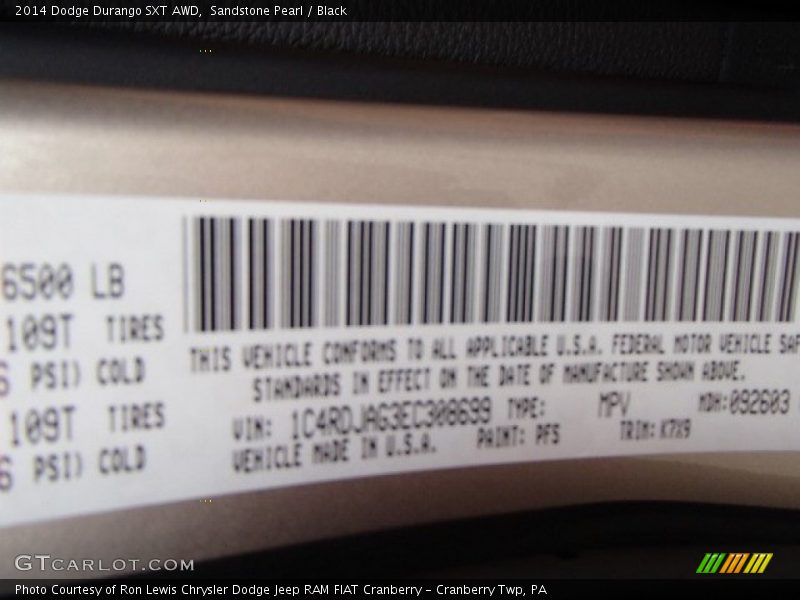 2014 Dodge Durango SXT AWD,  Sandstone Pearl / Black
6500 LB
109T TIRES
PSI) COLD
109T TIRES
PSI) COLD
THIS VEHICLE CONFORMS TO ALL APPLICABLE U.S.A. FEDERAL MOTOR VEHICLE SAF
STANDARDS IN EFFECT ON THE DATE OF MANUFACTURE SHOWN ABOVE.
VIN: 1C4RDJAG3EC308699 TYPE: MPV MDH:092603
VEHICLE MADE IN U.S.A. PAINT: PFS TRIM: K7X9
GTCARLOT.COM
Photo Courtesy of Ron Lewis Chrysler Dodge Jeep RAM FIAT Cranberry – Cranberry Twp, PA